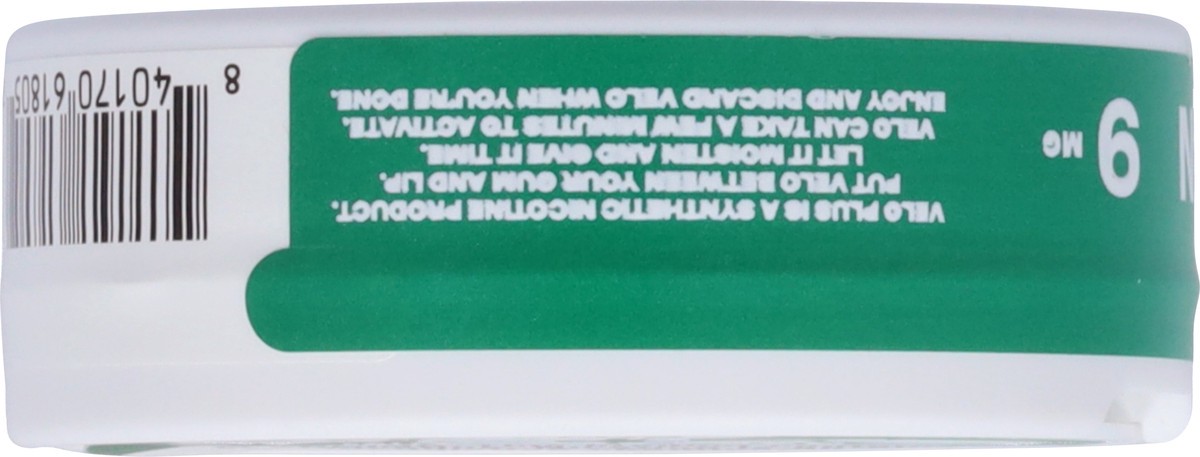 VELO PLUS IS A SYNTHETIC NICOTINE PRODUCT.
PUT VELO BETWEEN YOUR GUM AND LIP.
LET IT MOISTEN AND GIVE IT TIME.
VELO CAN TAKE A FEW MINUTES TO ACTIVATE.
ENJOY AND DISCARD VELO WHEN YOU'RE DONE.
6 MG
8 40170 61805